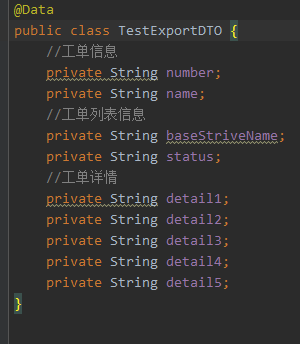 @Data
public class TestExportDTO {
//工单信息
private String number;
private String name;
//工单列表信息
private String baseStriveName;
private String status;
//工单详情
private String detail1;
private String detail2;
private String detail3;
private String detail4;
private String detail5;
}